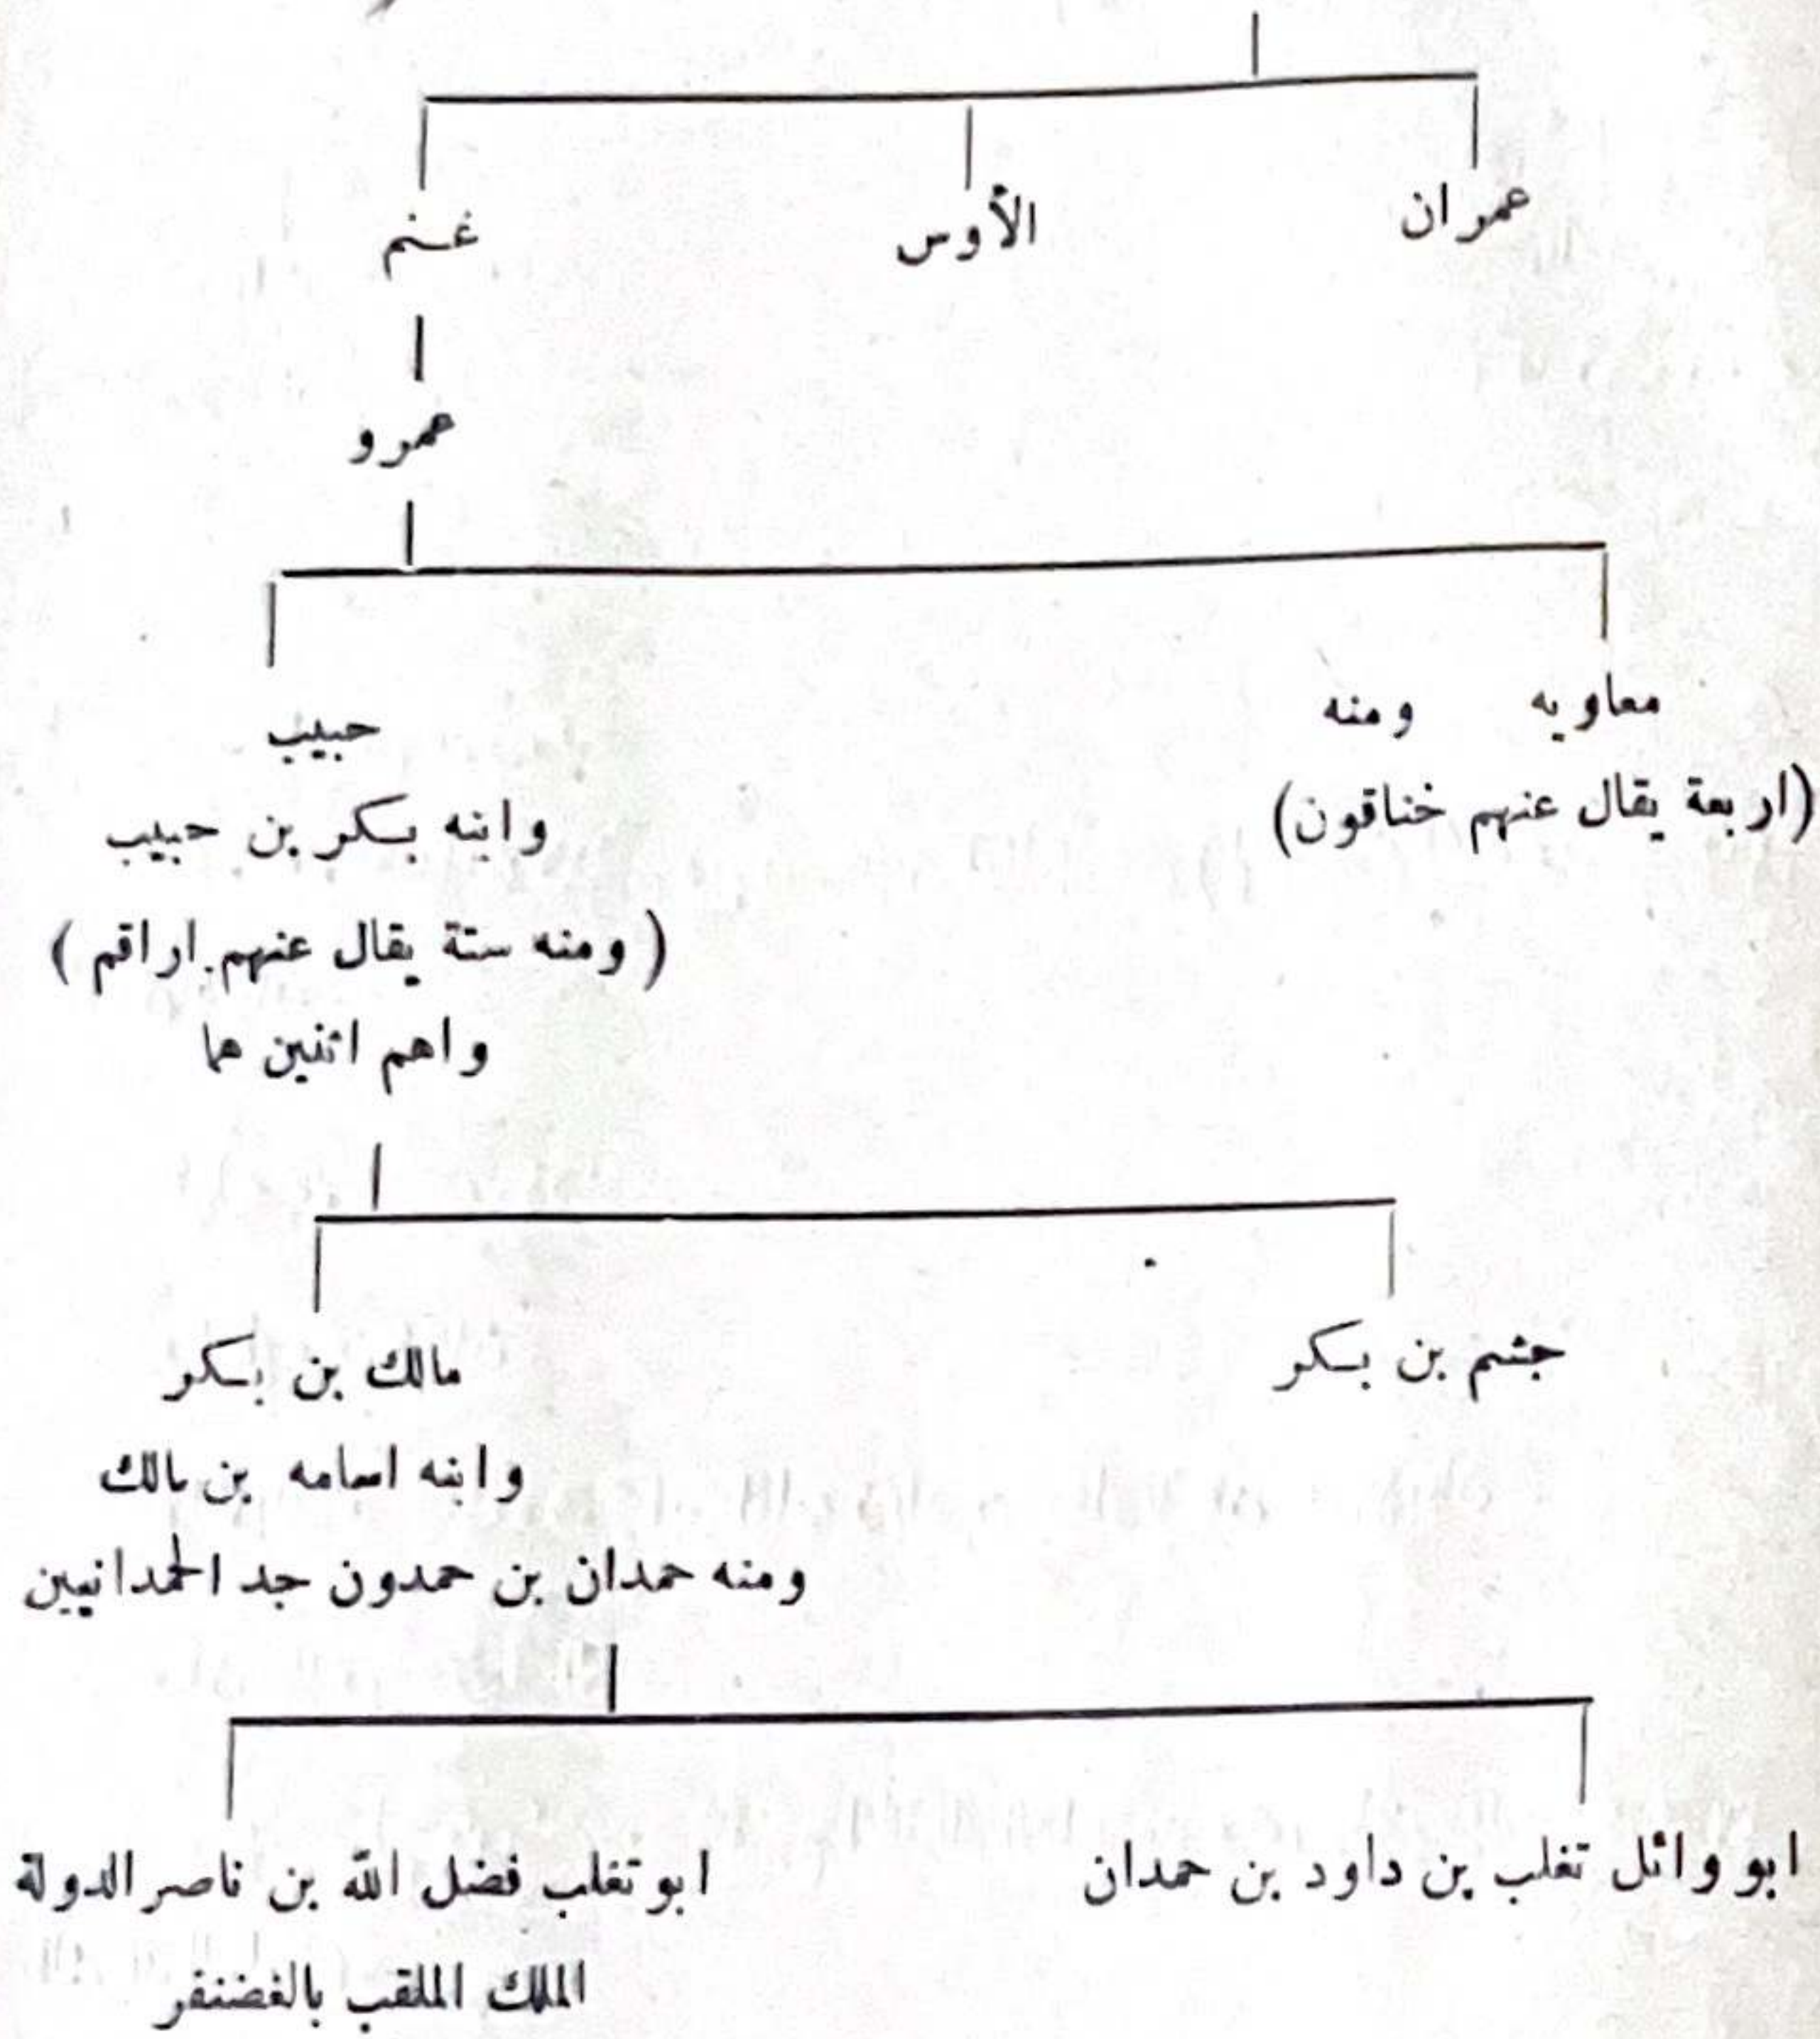 عمران الأوس غنم
عمرو
معاويه ومنه
(اربعة يقال عنهم خناقون)
حبيب
وابنه بكر بن حبيب
(ومنه ستة يقال عنهم اراقم)
واهم اثنين هما
جشم بن بكر
مالك بن بكر
وابنه اسامه بن مالك
ومنه حمدان بن حمدون جد الحمدانيين
ابو وائل تغلب بن داود بن حمدان
ابو تغلب فضل الله بن ناصر الدولة
الملك الملقب بالغضنفر